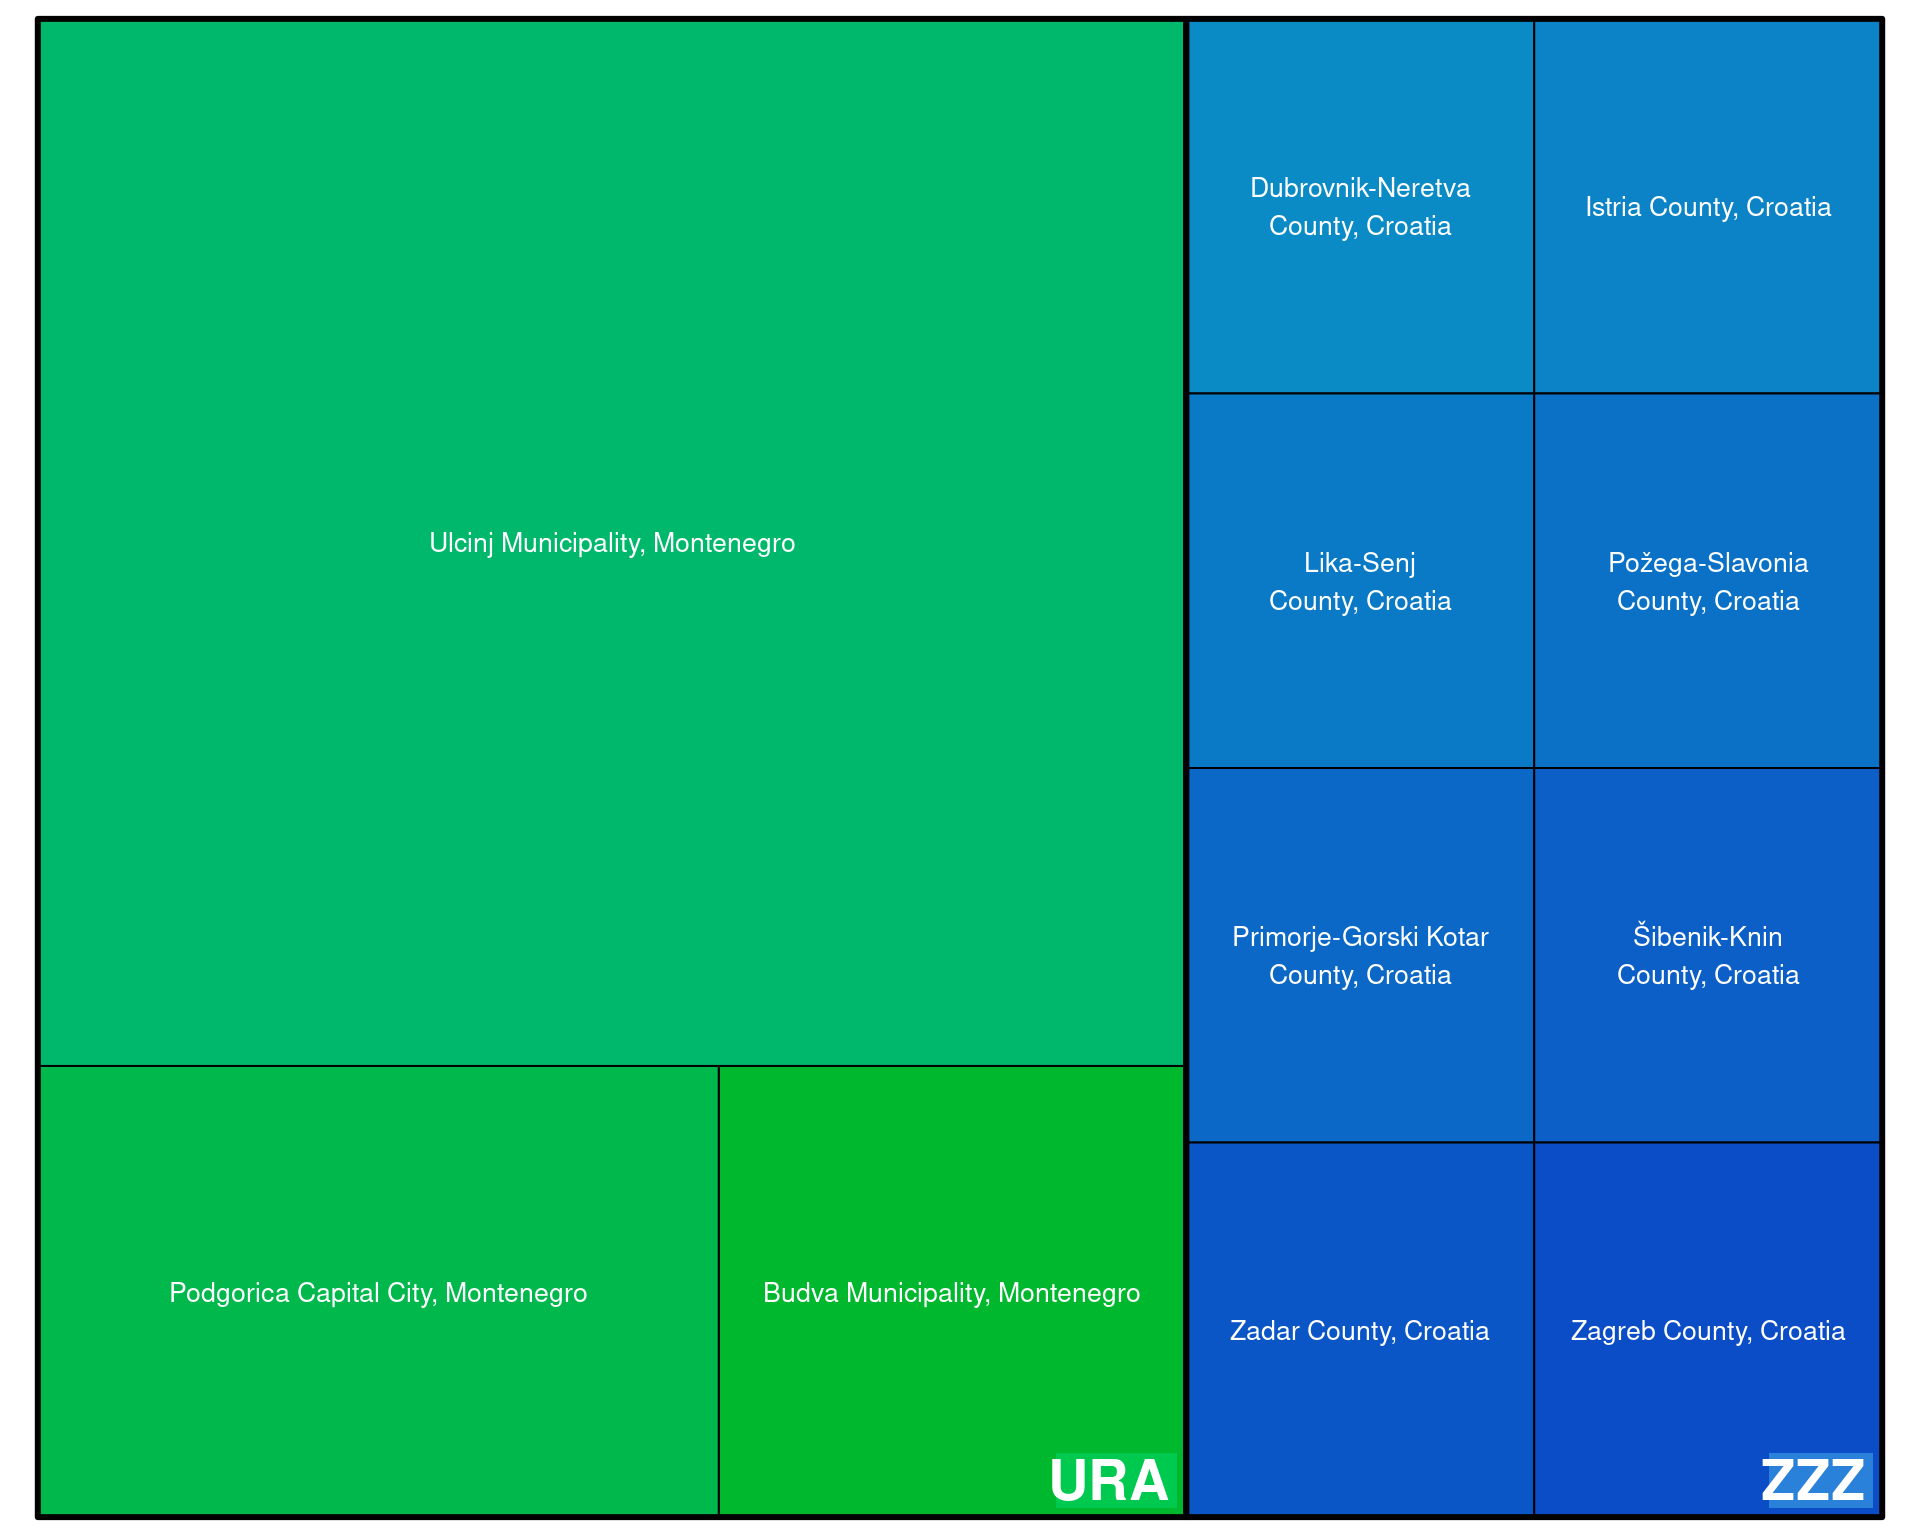 Ulcinj Municipality, Montenegro
Podgorica Capital City, Montenegro
Budva Municipality, Montenegro
URA
Dubrovnik-Neretva
County, Croatia
Istria County, Croatia
Lika-Senj
County, Croatia
Požega-Slavonia
County, Croatia
Primorje-Gorski Kotar
County, Croatia
Šibenik-Knin
County, Croatia
Zadar County, Croatia
Zagreb County, Croatia
ZZZ